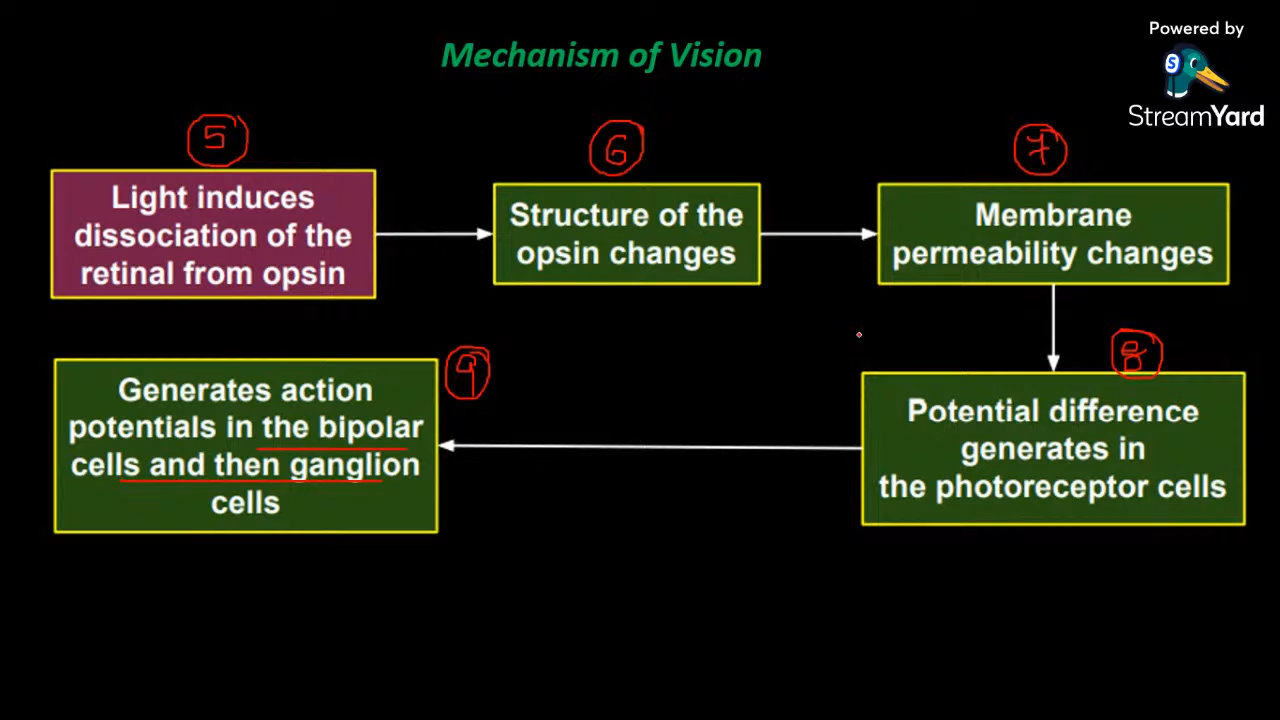 Mechanism of Vision
Powered by
S
StreamYard
5
6
7
Light induces
dissociation of the
retinal from opsin
Structure of the
opsin changes
Membrane
permeability changes
8
9
Generates action
potentials in the bipolar
cells and then ganglion
cells
Potential difference
generates in
the photoreceptor cells